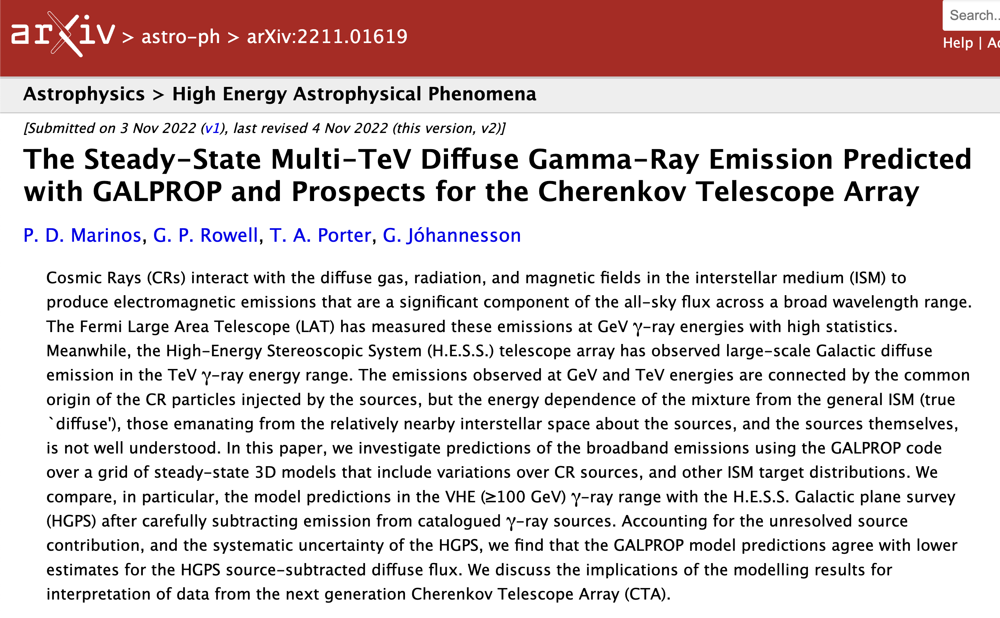 arXiv > astro-ph > arXiv:2211.01619
Search..
Help |
Astrophysics > High Energy Astrophysical Phenomena
[Submitted on 3 Nov 2022 (v1), last revised 4 Nov 2022 (this version, v2)]
The Steady-State Multi-TeV Diffuse Gamma-Ray Emission Predicted
with GALPROP and Prospects for the Cherenkov Telescope Array
P. D. Marinos, G. P. Rowell, T. A. Porter, G. Jóhannesson
Cosmic Rays (CRs) interact with the diffuse gas, radiation, and magnetic fields in the interstellar medium (ISM) to
produce electromagnetic emissions that are a significant component of the all-sky flux across a broad wavelength range.
The Fermi Large Area Telescope (LAT) has measured these emissions at GeV γ-ray energies with high statistics.
Meanwhile, the High-Energy Stereoscopic System (H.E.S.S.) telescope array has observed large-scale Galactic diffuse
emission in the TeV γ-ray energy range. The emissions observed at GeV and TeV energies are connected by the common
origin of the CR particles injected by the sources, but the energy dependence of the mixture from the general ISM (true
`diffuse'), those emanating from the relatively nearby interstellar space about the sources, and the sources themselves,
is not well understood. In this paper, we investigate predictions of the broadband emissions using the GALPROP code
over a grid of steady-state 3D models that include variations over CR sources, and other ISM target distributions. We
compare, in particular, the model predictions in the VHE (≥100 GeV) γ-ray range with the H.E.S.S. Galactic plane survey
(HGPS) after carefully subtracting emission from catalogued γ-ray sources. Accounting for the unresolved source
contribution, and the systematic uncertainty of the HGPS, we find that the GALPROP model predictions agree with lower
estimates for the HGPS source-subtracted diffuse flux. We discuss the implications of the modelling results for
interpretation of data from the next generation Cherenkov Telescope Array (CTA).